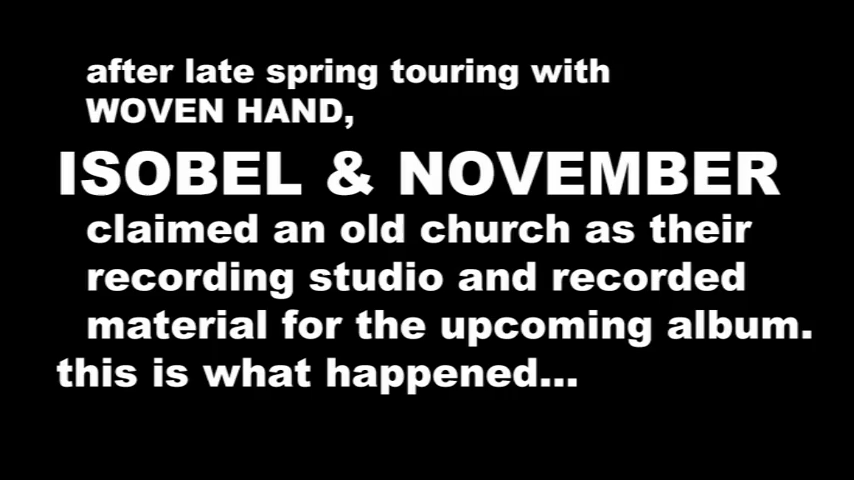 after late spring touring with
WOVEN HAND,
ISOBEL & NOVEMBER
claimed an old church as their
recording studio and recorded
material for the upcoming album.
this is what happened...